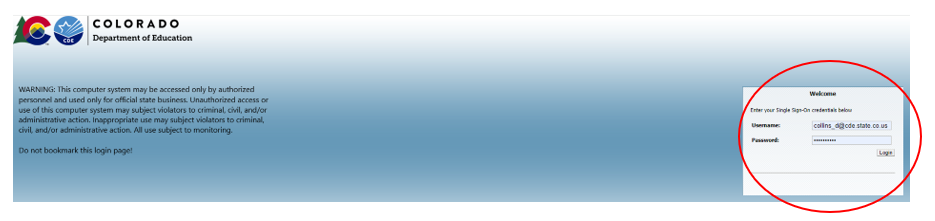 COLORADO
Department of Education
CDE
WARNING: This computer system may be accessed only by authorized
personnel and used only for official state business. Unauthorized access or
use of this computer system may subject violators to criminal, civil, and/or
administrative action. Inappropriate use may subject violators to criminal,
civil, and/or administrative action. All use subject to monitoring.
Do not bookmark this login page!
Welcome
Enter your Single Sign-On credentials below
Username: collins_d@cde.state.co.us
Password: ••••••••••
Login